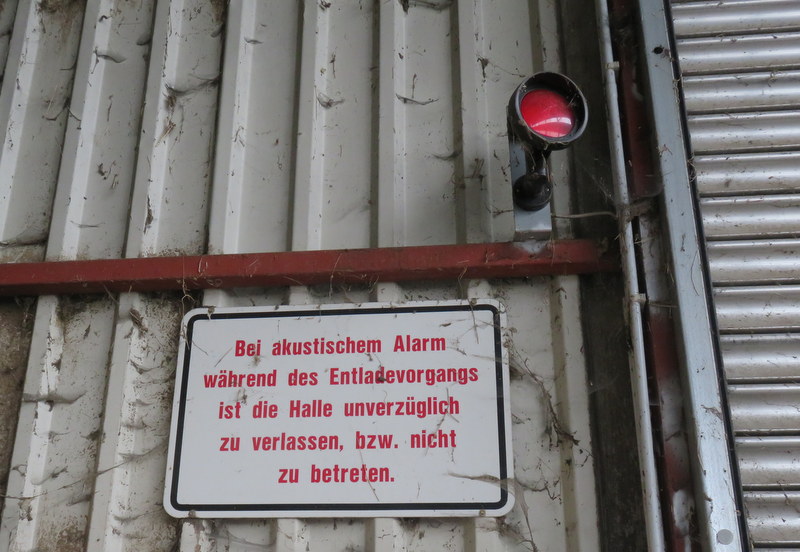 Bei akustischem Alarm
während des Entladevorgangs
ist die Halle unverzüglich
zu verlassen, bzw. nicht
zu betreten.